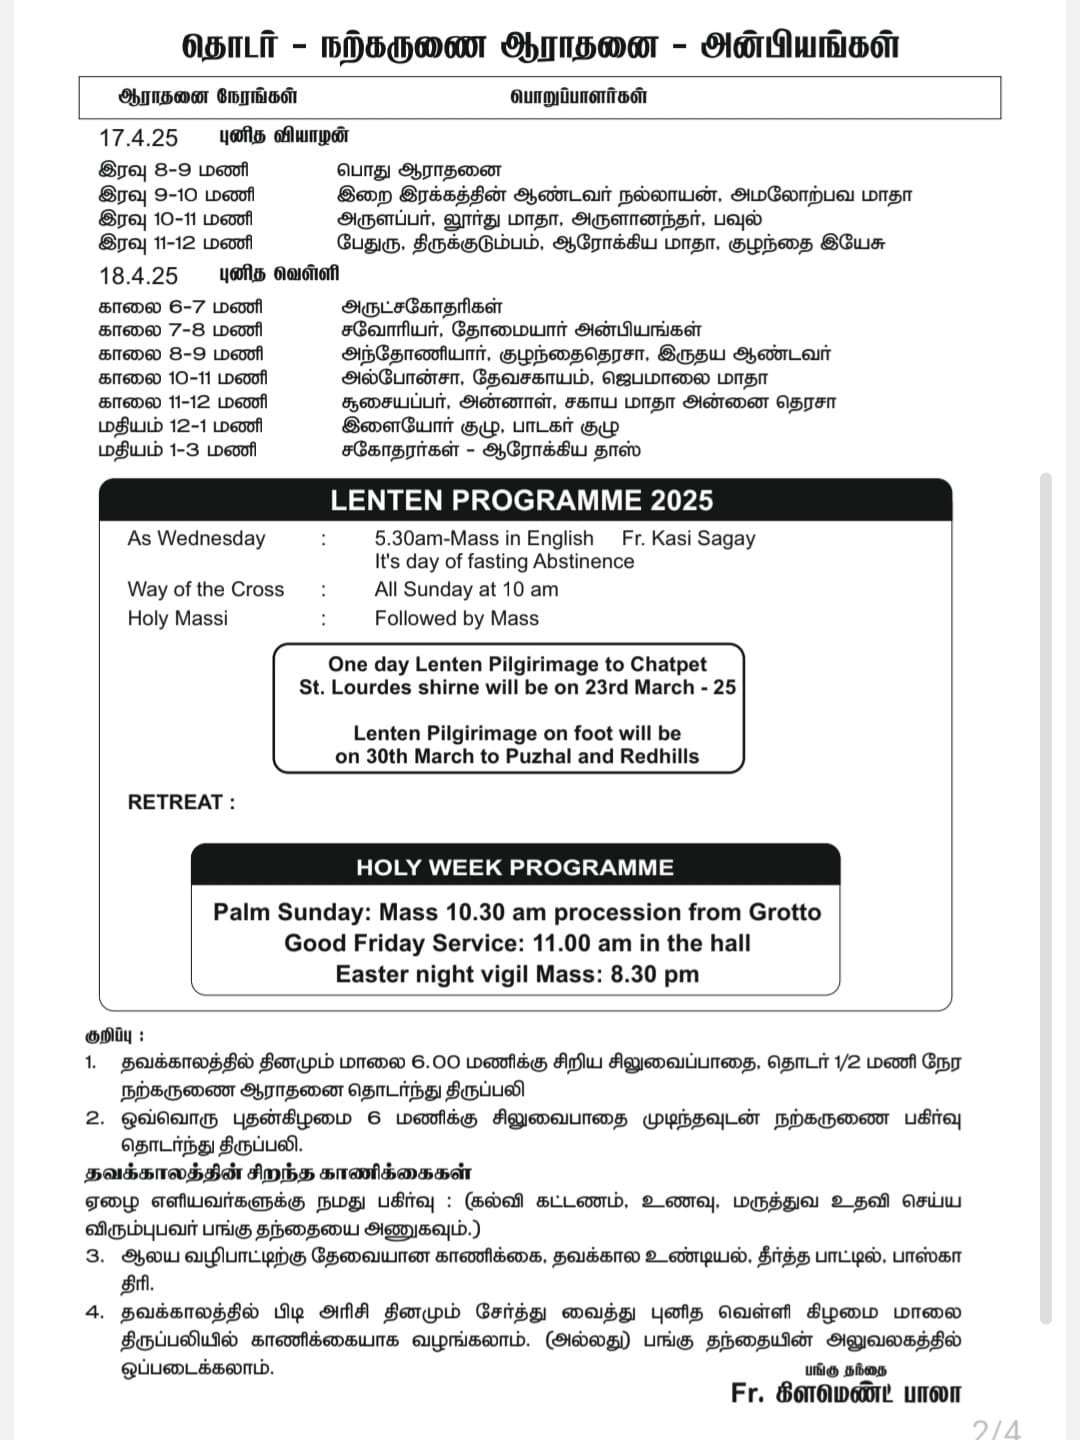 தொடர் - நற்கருணை ஆராதனை - அன்பியங்கள்
ஆராதனை நேரங்கள் பொறுப்பாளர்கள்
17.4.25 புனித வியாழன்
இரவு 8-9 மணி பொது ஆராதனை
இரவு 9-10 மணி இறை இரக்கத்தின் ஆண்டவர் நல்லாயன், அமலோற்பவ மாதா
இரவு 10-11 மணி அருளப்பர், லூர்து மாதா, அருளானந்தர், பவுல்
இரவு 11-12 மணி பேதுரு, திருக்குடும்பம், ஆரோக்கிய மாதா, குழந்தை இயேசு
18.4.25 புனித வெள்ளி
காலை 6-7 மணி அருட்சகோதரிகள்
காலை 7-8 மணி சவேரியர், தோமையார் அன்பியங்கள்
காலை 8-9 மணி அந்தோணியார், குழந்தைதெரசா, இருதய ஆண்டவர்
காலை 10-11 மணி அல்போன்சா, தேவசகாயம், ஜெபமாலை மாதா
காலை 11-12 மணி சூசையப்பர், அன்னாள், சகாய மாதா அன்னை தெரசா
மதியம் 12-1 மணி இளையோர் குழு, பாடகர் குழு
மதியம் 1-3 மணி சகோதரர்கள் - ஆரோக்கிய தாஸ்
LENTEN PROGRAMME 2025
As Wednesday : 5.30am-Mass in English Fr. Kasi Sagay
It's day of fasting Abstinence
Way of the Cross : All Sunday at 10 am
Holy Massi : Followed by Mass
One day Lenten Pilgirimage to Chatpet
St. Lourdes shirne will be on 23rd March - 25
Lenten Pilgirimage on foot will be
on 30th March to Puzhal and Redhills
RETREAT :
HOLY WEEK PROGRAMME
Palm Sunday: Mass 10.30 am procession from Grotto
Good Friday Service: 11.00 am in the hall
Easter night vigil Mass: 8.30 pm
குறிப்பு :
1. தவக்காலத்தில் தினமும் மாலை 6.00 மணிக்கு சிறிய சிலுவைப்பாதை, தொடர் 1/2 மணி நேர
நற்கருணை ஆராதனை தொடர்ந்து திருப்பலி
2. ஒவ்வொரு புதன்கிழமை 6 மணிக்கு சிலுவைபாதை முடிந்தவுடன் நற்கருணை பகிர்வு
தொடர்ந்து திருப்பலி.
தவக்காலத்தின் சிறந்த காணிக்கைகள்
ஏழை எளியவர்களுக்கு நமது பகிர்வு : (கல்வி கட்டணம், உணவு, மருத்துவ உதவி செய்ய
விரும்புபவர் பங்கு தந்தையை அணுகவும்.)
3. ஆலய வழிபாட்டிற்கு தேவையான காணிக்கை, தவக்கால உண்டியல், தீர்த்த பாட்டில், பாஸ்கா
திரி.
4. தவக்காலத்தில் பிடி அரிசி தினமும் சேர்த்து வைத்து புனித வெள்ளி கிழமை மாலை
திருப்பலியில் காணிக்கையாக வழங்கலாம். (அல்லது) பங்கு தந்தையின் அலுவலகத்தில்
ஒப்படைக்கலாம்.
பங்கு தந்தை
Fr. கிளமெண்ட் பாலா
2/4